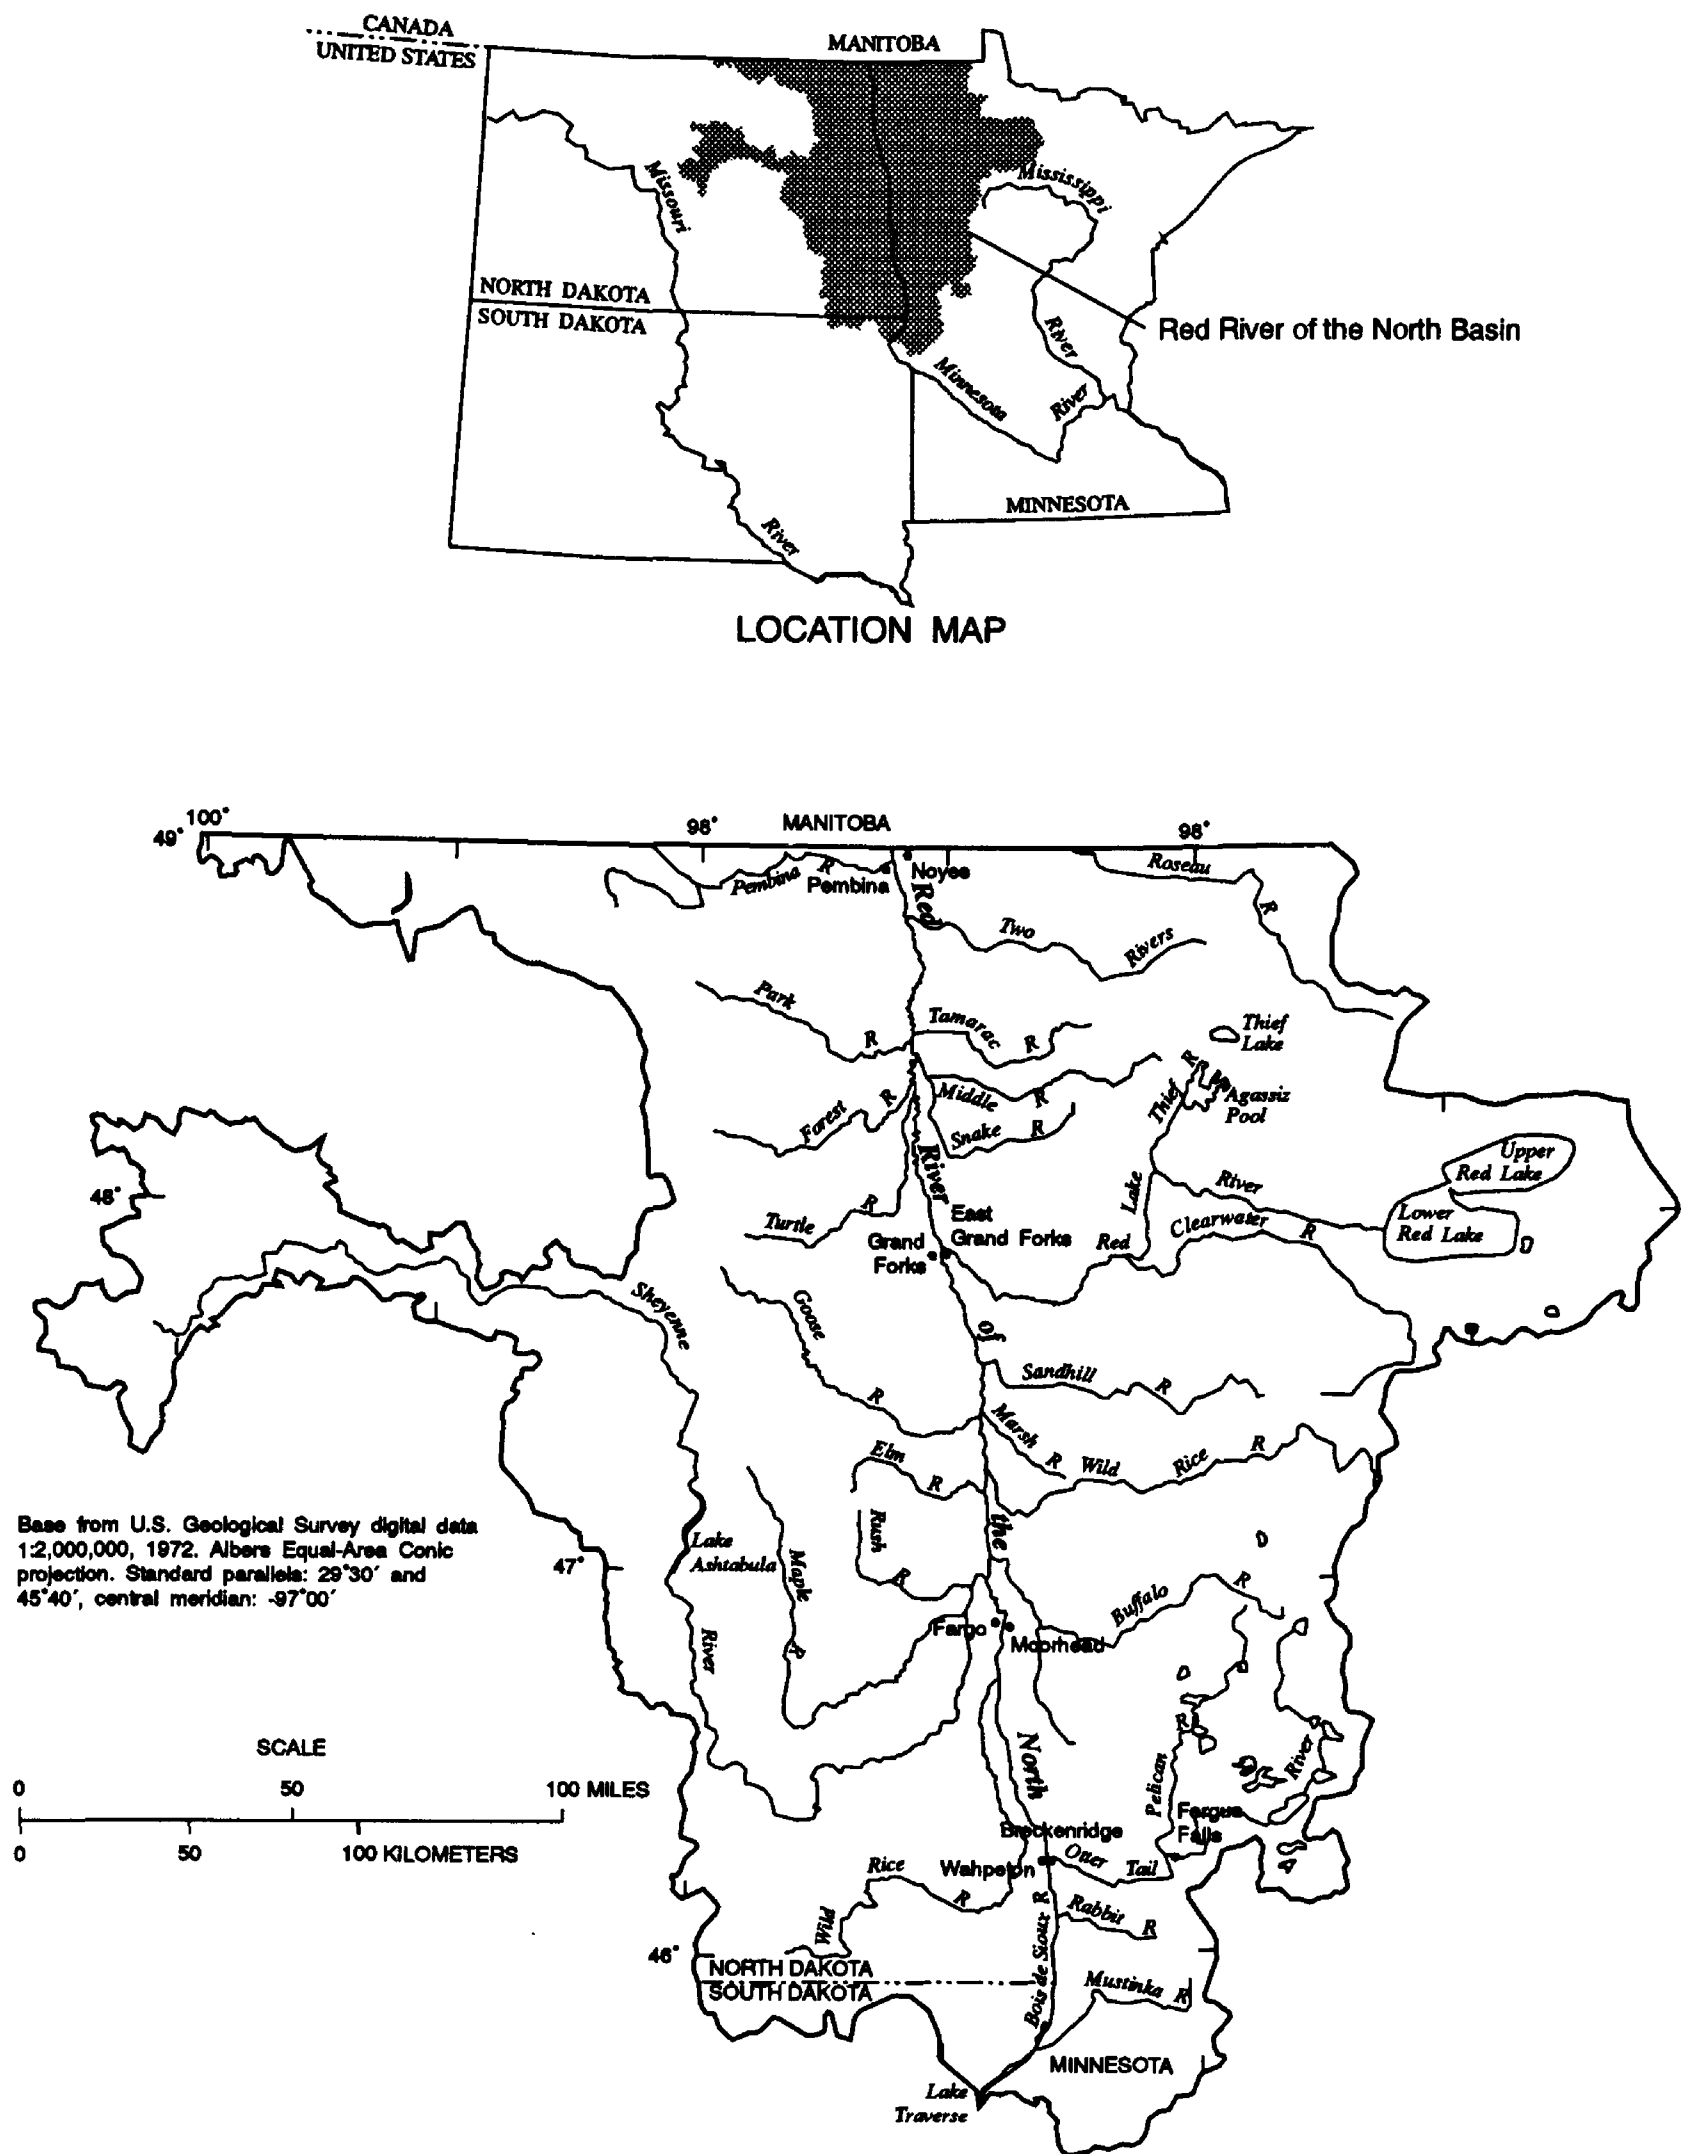 CANADA
UNITED STATES
MANITOBA
Missouri
Mississippi
NORTH DAKOTA
SOUTH DAKOTA
River
Red River of the North Basin
Minnesota
River
MINNESOTA
River
LOCATION MAP
100°
49°
98°
MANITOBA
98°
Pembina R
Pembina
Noyes
Roseau
R
Red
Two
Rivers
Park
R
Tamarac
R
Thief
Lake
R
Thief
Agassiz
Pool
Middle
R
Forest
R
Snake
R
River
Upper
Red Lake
48°
Lake
River
Lower
Red Lake
Turtle
R
East
Grand Forks
Grand
Forks
Red
Clearwater
R
Sheyenne
Goose
R
of
Sandhill
R
Marsh
R
Wild
Rice
R
Elm
R
Base from U.S. Geological Survey digital data
1:2,000,000, 1972. Albers Equal-Area Conic
projection. Standard parallels: 29°30′ and
45°40′, central meridian: -97°00′
Rush
R
the
Lake
Ashtabula
47°
Maple
R
Buffalo
R
River
Fargo
Moorhead
R
SCALE
North
River
Pelican
0 50 100 MILES
0 50 100 KILOMETERS
Fergus
Falls
Breckenridge
Wahpeton
Otter
Tail
Rice
R
Wild
Rabbit
R
Bois de Sioux R
46°
NORTH DAKOTA
SOUTH DAKOTA
Mustinka
R
MINNESOTA
Lake
Traverse